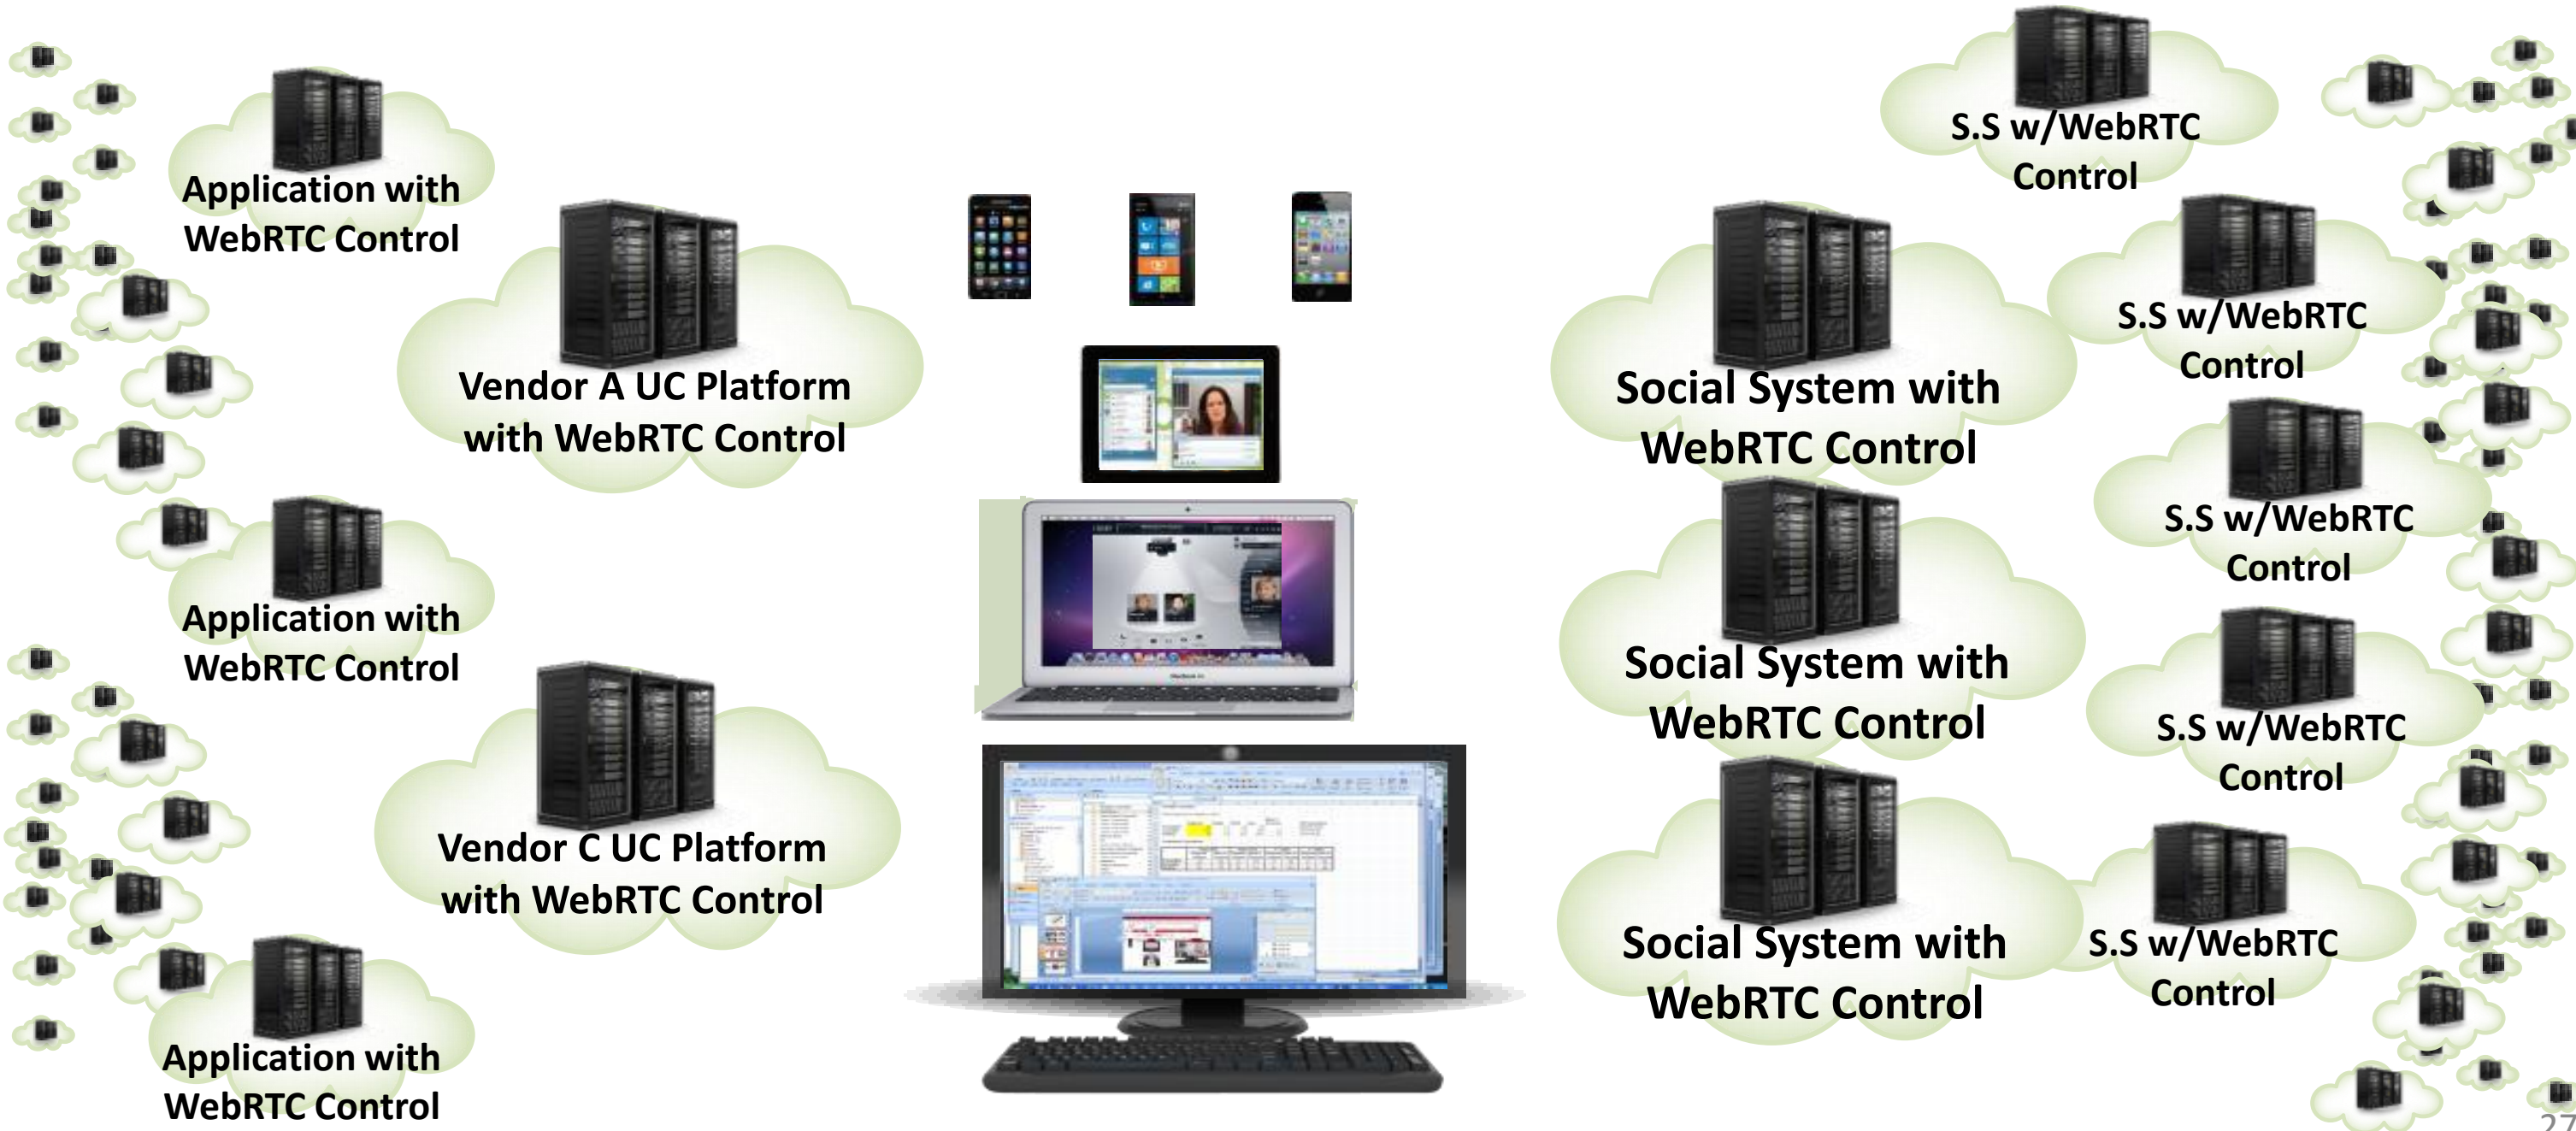 Application with
WebRTC Control
Vendor A UC Platform
with WebRTC Control
Application with
WebRTC Control
Vendor C UC Platform
with WebRTC Control
Application with
WebRTC Control
Social System with
WebRTC Control
Social System with
WebRTC Control
Social System with
WebRTC Control
S.S w/WebRTC
Control
S.S w/WebRTC
Control
S.S w/WebRTC
Control
S.S w/WebRTC
Control
S.S w/WebRTC
Control
27